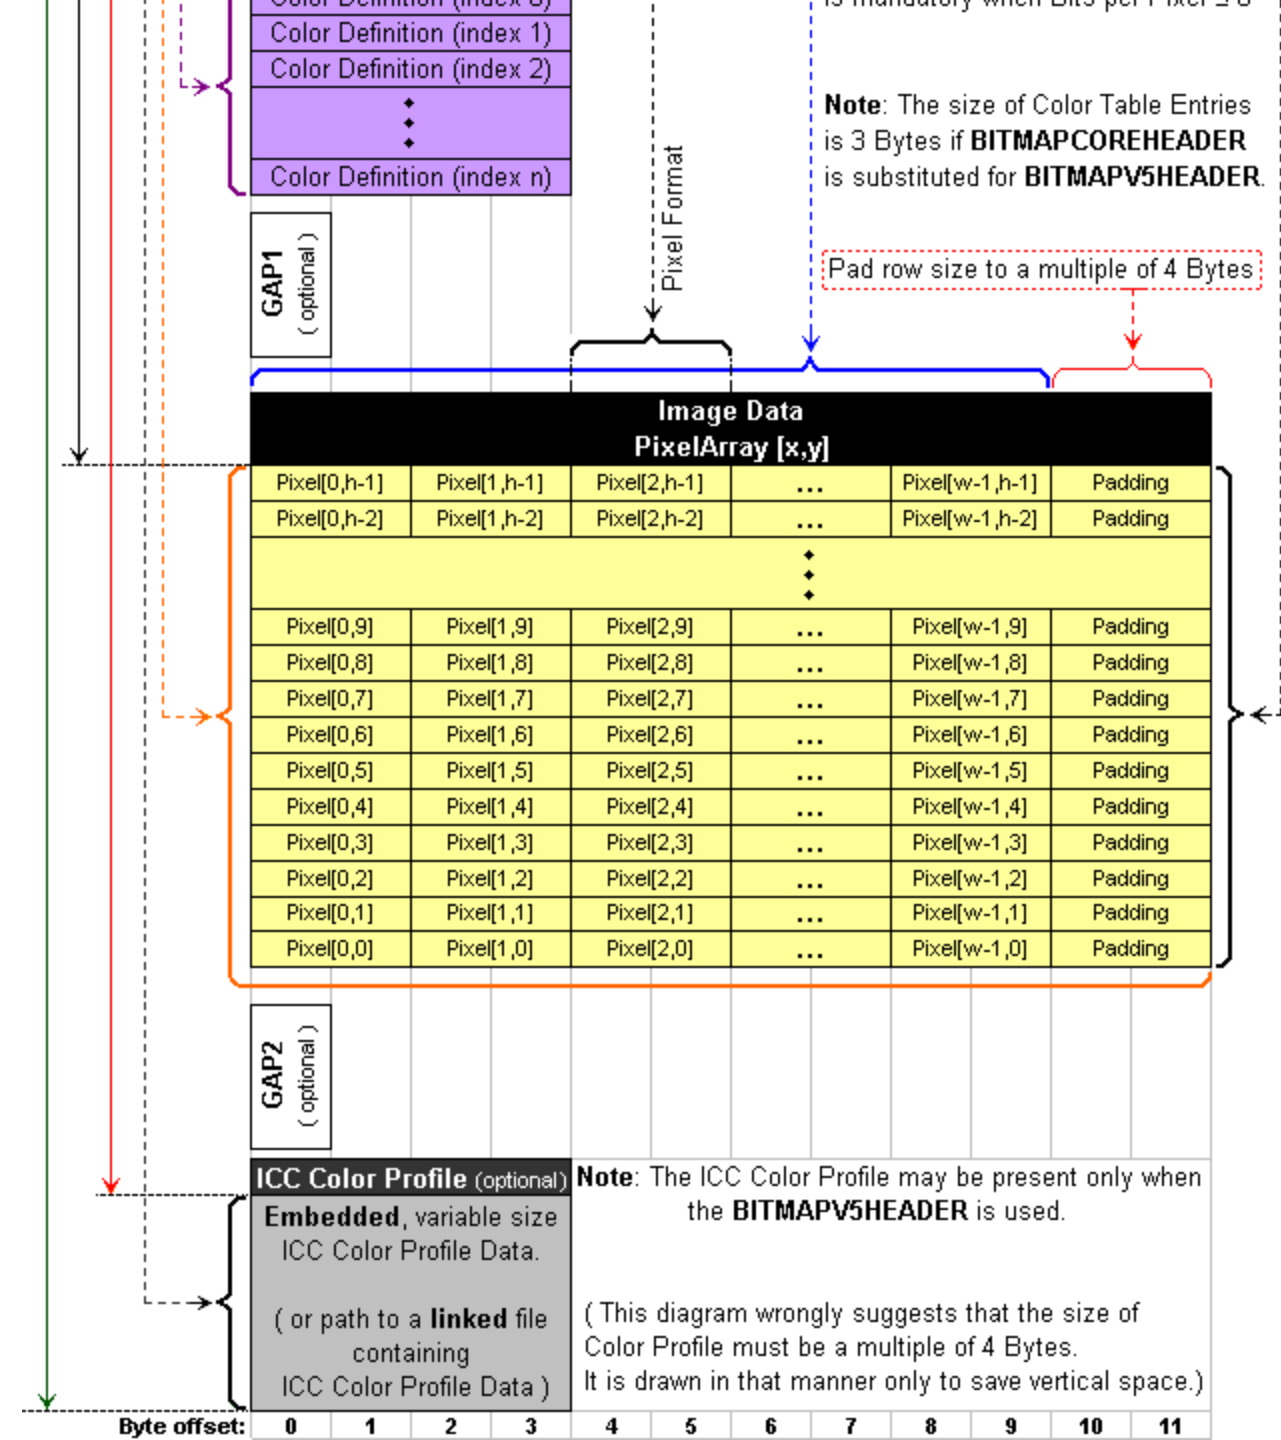 Color Definition (index 0)
is mandatory when Bits per Pixel ≤ 8
Color Definition (index 1)
Color Definition (index 2)
Color Definition (index n)
Note: The size of Color Table Entries
is 3 Bytes if BITMAPCOREHEADER
is substituted for BITMAPV5HEADER.
Pixel Format
GAP1
( optional )
Pad row size to a multiple of 4 Bytes
Image Data
PixelArray [x,y]
Pixel[0,h-1] Pixel[1,h-1] Pixel[2,h-1] ... Pixel[w-1,h-1] Padding
Pixel[0,h-2] Pixel[1,h-2] Pixel[2,h-2] ... Pixel[w-1,h-2] Padding
Pixel[0,9] Pixel[1,9] Pixel[2,9] ... Pixel[w-1,9] Padding
Pixel[0,8] Pixel[1,8] Pixel[2,8] ... Pixel[w-1,8] Padding
Pixel[0,7] Pixel[1,7] Pixel[2,7] ... Pixel[w-1,7] Padding
Pixel[0,6] Pixel[1,6] Pixel[2,6] ... Pixel[w-1,6] Padding
Pixel[0,5] Pixel[1,5] Pixel[2,5] ... Pixel[w-1,5] Padding
Pixel[0,4] Pixel[1,4] Pixel[2,4] ... Pixel[w-1,4] Padding
Pixel[0,3] Pixel[1,3] Pixel[2,3] ... Pixel[w-1,3] Padding
Pixel[0,2] Pixel[1,2] Pixel[2,2] ... Pixel[w-1,2] Padding
Pixel[0,1] Pixel[1,1] Pixel[2,1] ... Pixel[w-1,1] Padding
Pixel[0,0] Pixel[1,0] Pixel[2,0] ... Pixel[w-1,0] Padding
GAP2
( optional )
ICC Color Profile (optional)
Embedded, variable size
ICC Color Profile Data.
( or path to a linked file
containing
ICC Color Profile Data )
Note: The ICC Color Profile may be present only when
the BITMAPV5HEADER is used.
( This diagram wrongly suggests that the size of
Color Profile must be a multiple of 4 Bytes.
It is drawn in that manner only to save vertical space.)
Byte offset: 0 1 2 3 4 5 6 7 8 9 10 11